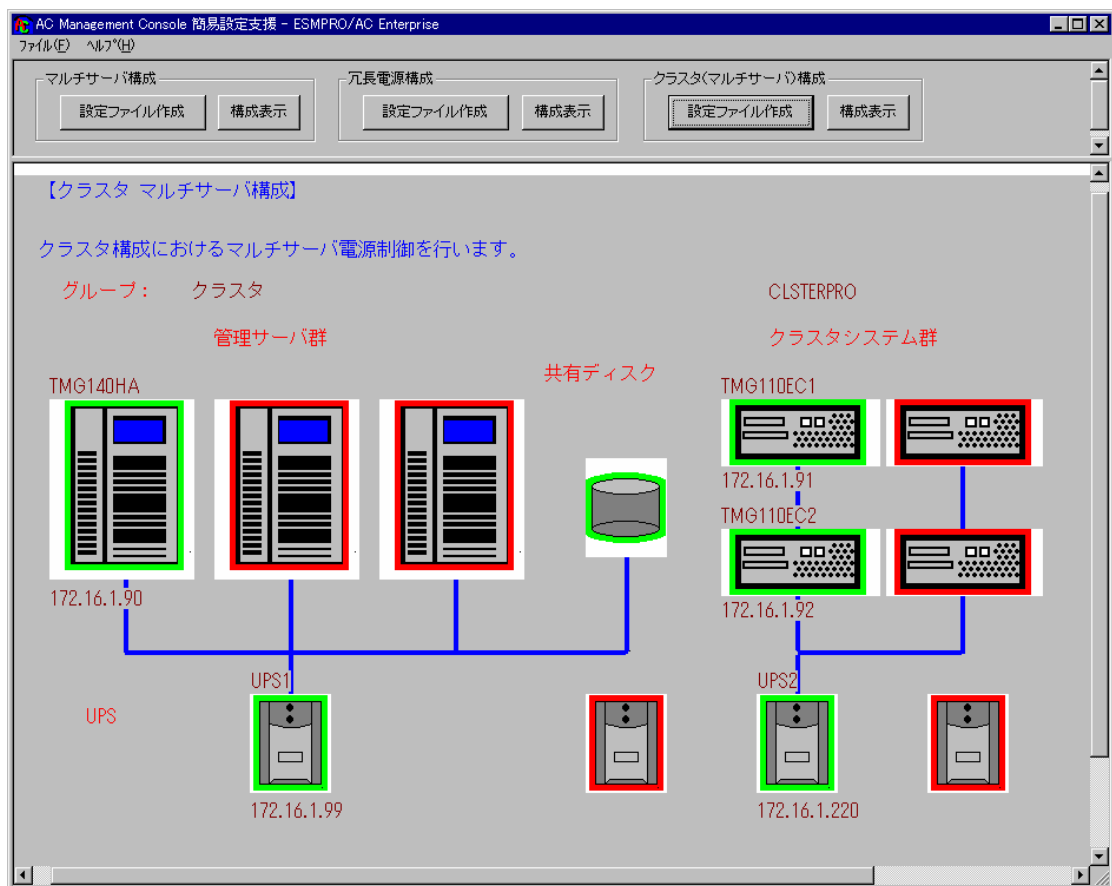 AC Management Console 簡易設定支援 - ESMPRO/AC Enterprise
ファイル(F) ヘルプ(H)
マルチサーバ構成 冗長電源構成 クラスタ(マルチサーバ)構成
設定ファイル作成 構成表示 設定ファイル作成 構成表示 設定ファイル作成 構成表示
【クラスタ マルチサーバ構成】
クラスタ構成におけるマルチサーバ電源制御を行います。
グループ： クラスタ CLSTERPRO
管理サーバ群 クラスタシステム群
共有ディスク
TMG140HA TMG110EC1
172.16.1.91
TMG110EC2
172.16.1.90 172.16.1.92
UPS1 UPS2
UPS
172.16.1.99 172.16.1.220